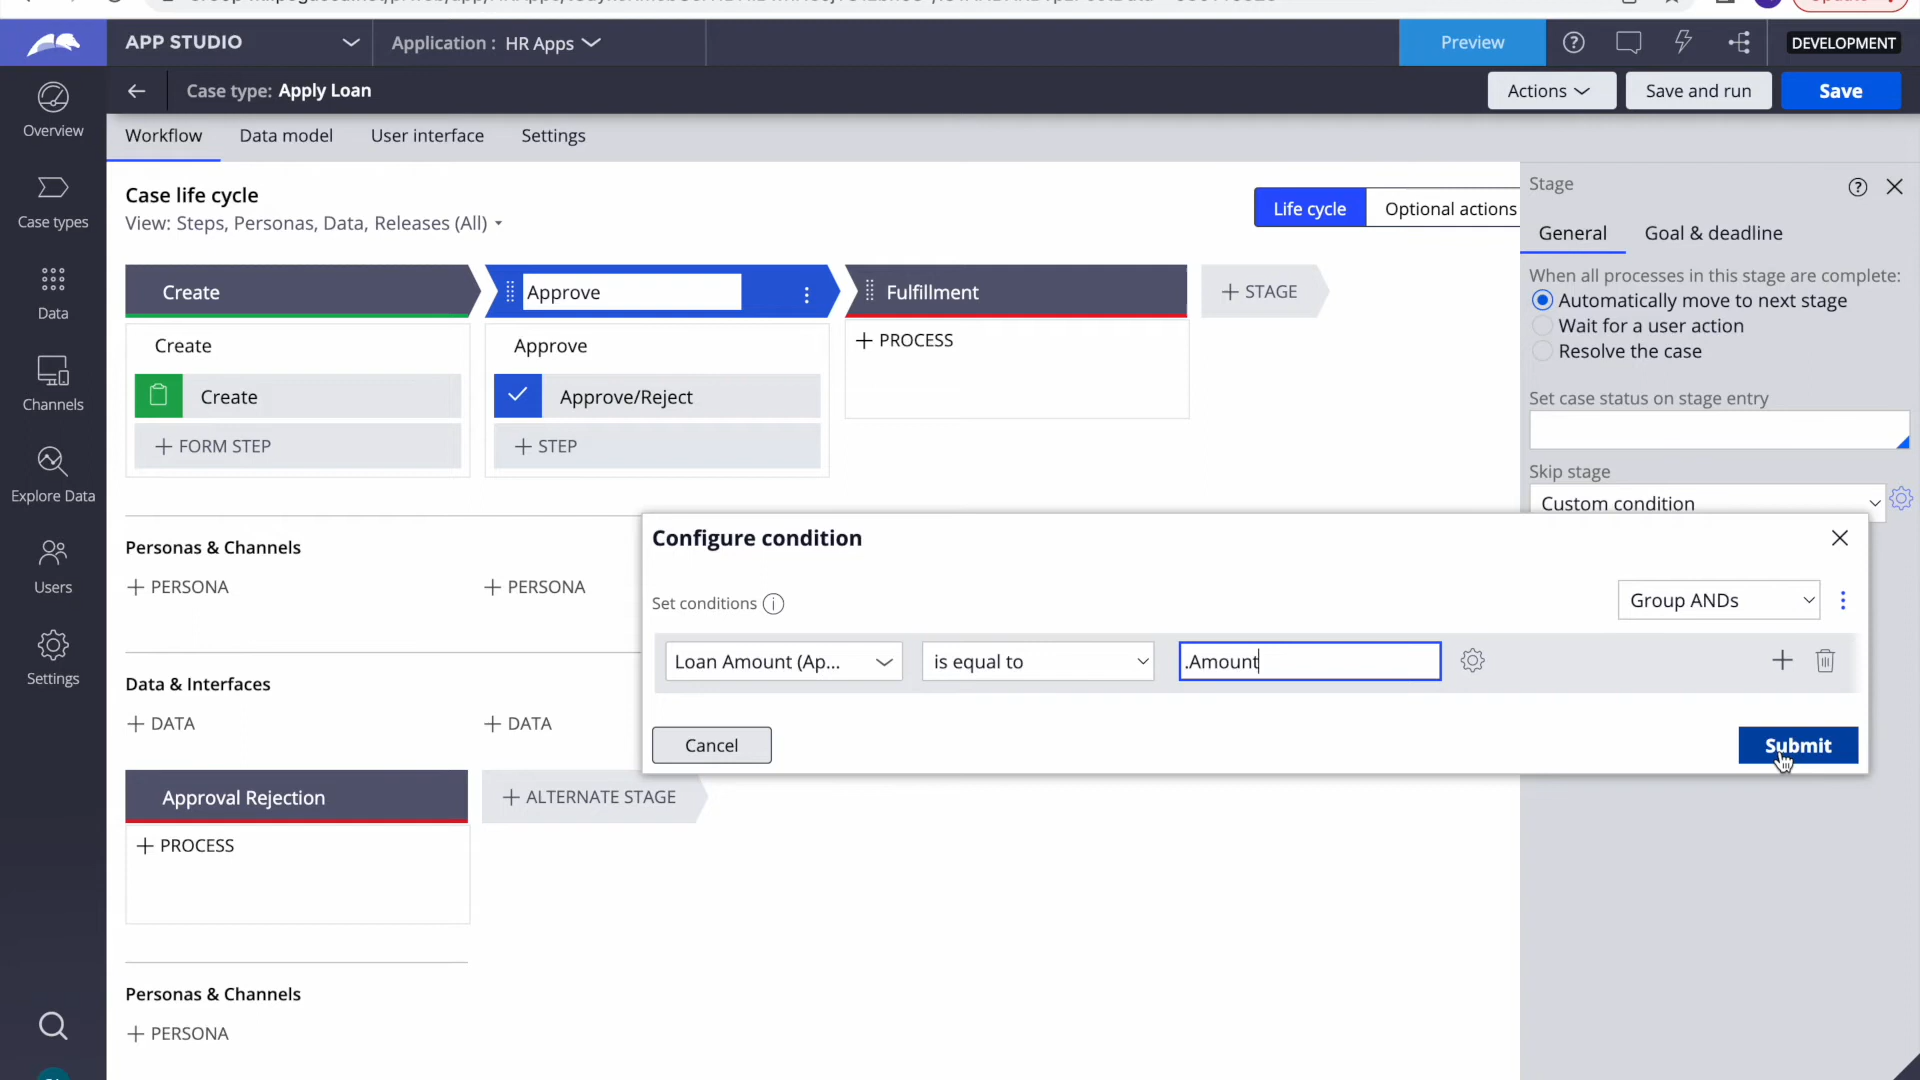 APP STUDIO
Application : HR Apps
Preview
DEVELOPMENT
Case type: Apply Loan
Actions
Save and run
Save
Overview
Case types
Data
Channels
Explore Data
Users
Settings
Workflow
Data model
User interface
Settings
Case life cycle
View: Steps, Personas, Data, Releases (All)
Life cycle
Optional actions
Create
Approve
Fulfillment
+ STAGE
Create
Create
+ FORM STEP
Approve
Approve/Reject
+ STEP
+ PROCESS
Personas & Channels
+ PERSONA
+ PERSONA
Data & Interfaces
+ DATA
+ DATA
Approval Rejection
+ ALTERNATE STAGE
+ PROCESS
Personas & Channels
+ PERSONA
Stage
General
Goal & deadline
When all processes in this stage are complete:
Automatically move to next stage
Wait for a user action
Resolve the case
Set case status on stage entry
Skip stage
Custom condition
Configure condition
Set conditions
Group ANDs
Loan Amount (Ap...
is equal to
.Amount
Cancel
Submit